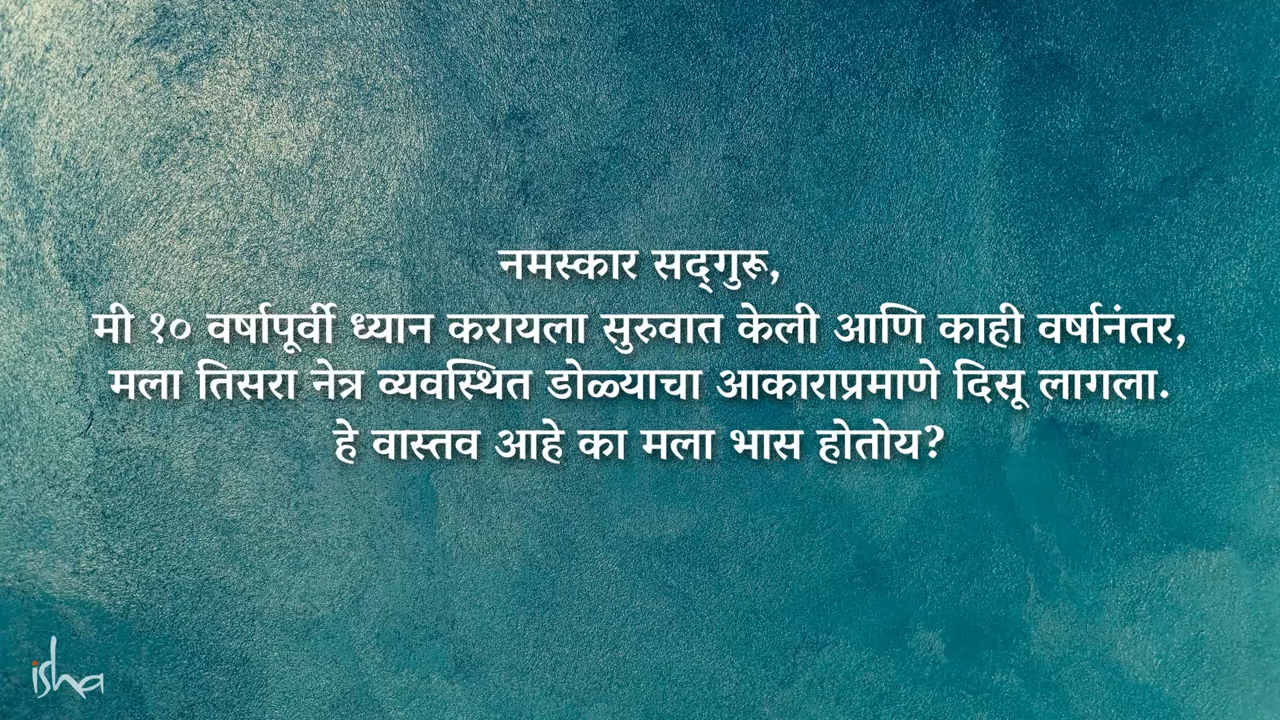 नमस्कार सद्‌गुरू,
मी १० वर्षापूर्वी ध्यान करायला सुरुवात केली आणि काही वर्षानंतर,
मला तिसरा नेत्र व्यवस्थित डोळ्याचा आकाराप्रमाणे दिसू लागला.
हे वास्तव आहे का मला भास होतोय?
isha